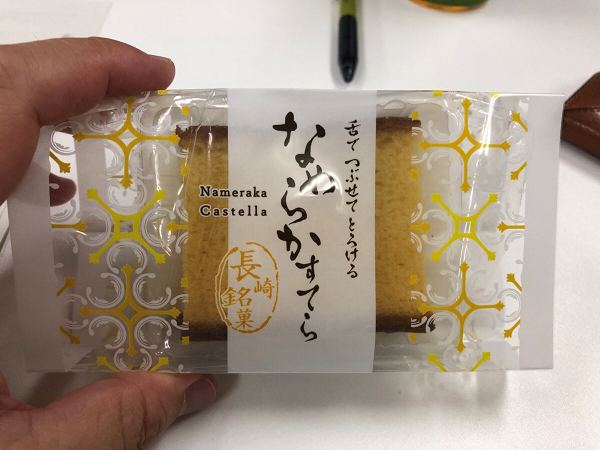 舌でつぶせてとろける
なめらかすてら
Nameraka
Castella
長崎銘菓